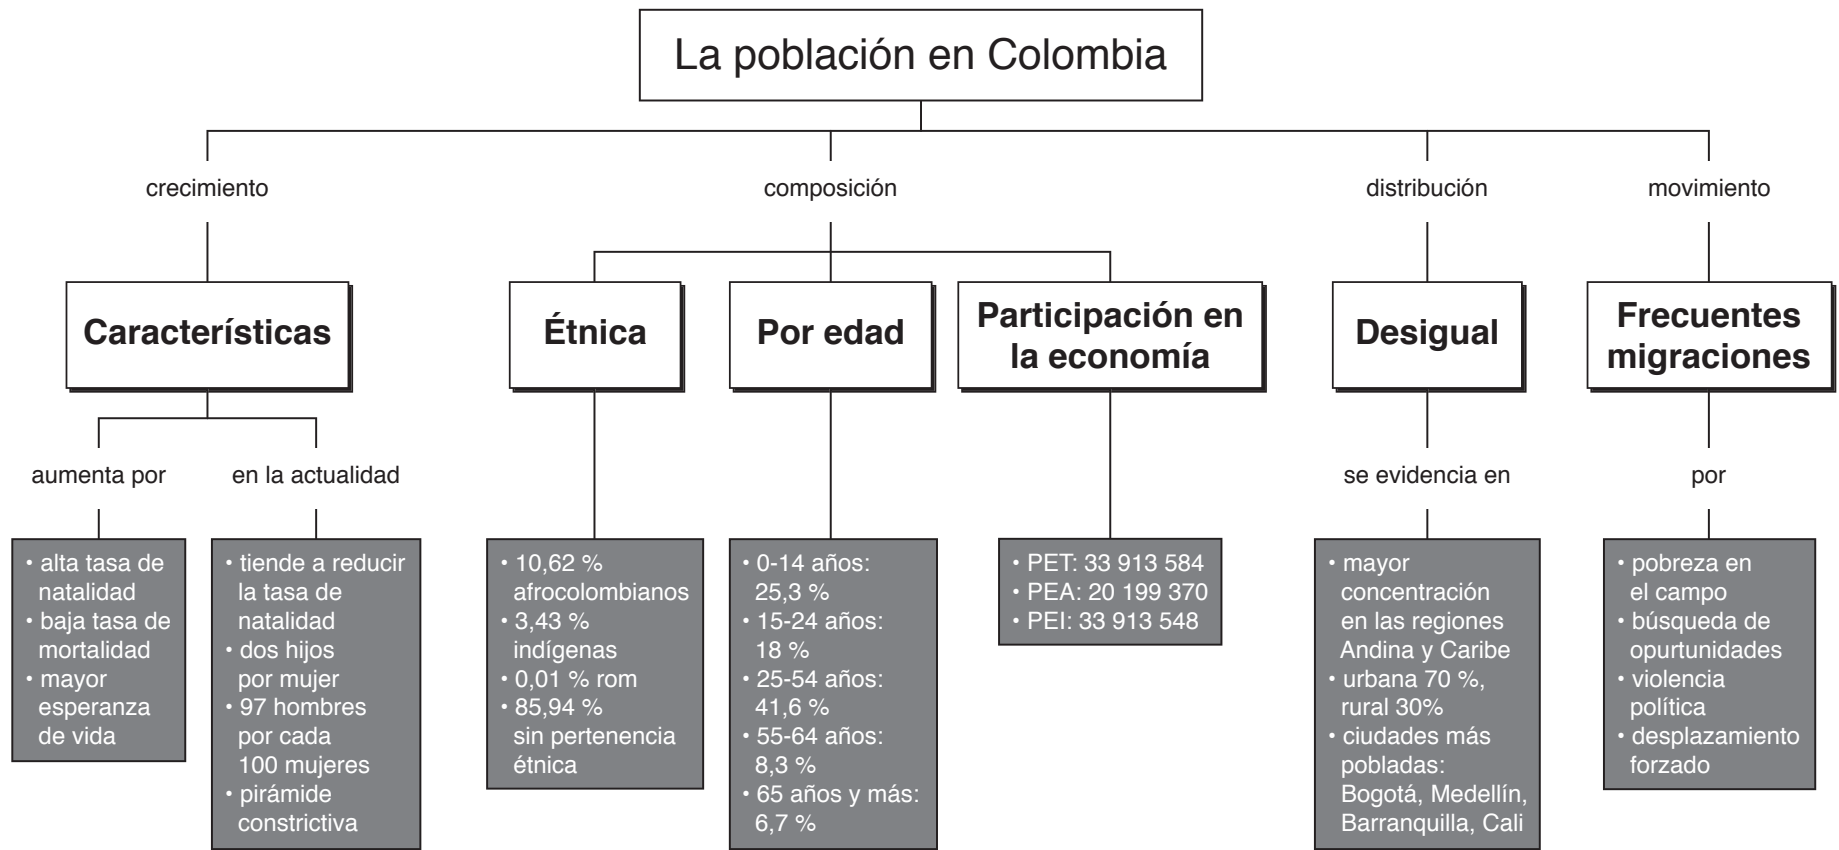 La población en Colombia
crecimiento
composición
distribución
movimiento
Características
Étnica
Por edad
Participación en
la economía
Desigual
Frecuentes
migraciones
aumenta por
en la actualidad
se evidencia en
por
• alta tasa de
natalidad
• baja tasa de
mortalidad
• mayor
esperanza
de vida
• tiende a reducir
la tasa de
natalidad
• dos hijos
por mujer
• 97 hombres
por cada
100 mujeres
• pirámide
constrictiva
• 10,62 %
afrocolombianos
• 3,43 %
indígenas
• 0,01 % rom
• 85,94 %
sin pertenencia
étnica
• 0-14 años:
25,3 %
• 15-24 años:
18 %
• 25-54 años:
41,6 %
• 55-64 años:
8,3 %
• 65 años y más:
6,7 %
• PET: 33 913 584
• PEA: 20 199 370
• PEI: 33 913 548
• mayor
concentración
en las regiones
Andina y Caribe
• urbana 70 %,
rural 30%
• ciudades más
pobladas:
Bogotá, Medellín,
Barranquilla, Cali
• pobreza en
el campo
• búsqueda de
opurtunidades
• violencia
política
• desplazamiento
forzado